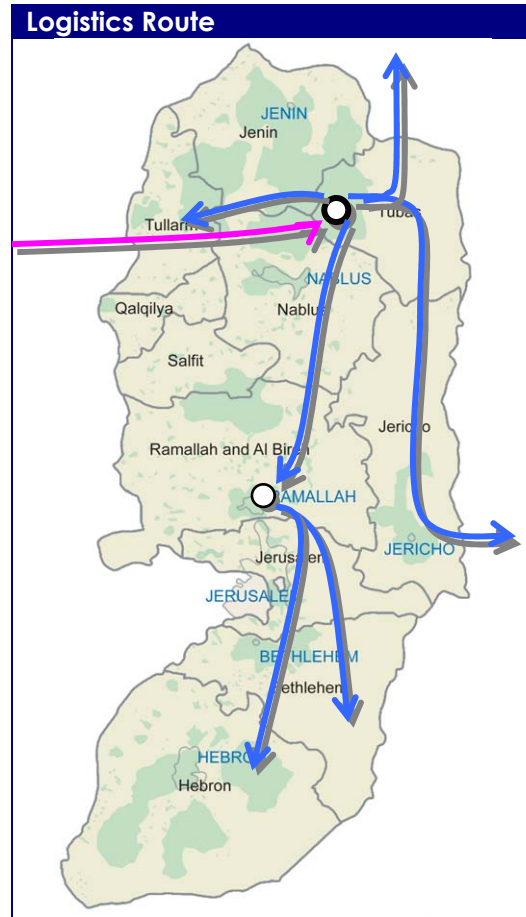 Logistics Route
JENIN
Jenin
Tubas
Tulkarm
NABLUS
Qalqilya
Nablus
Salfit
Jericho
Ramallah and Al Bireh
RAMALLAH
JERICHO
Jerusalem
JERUSALEM
BETHLEHEM
Bethlehem
HEBRON
Hebron